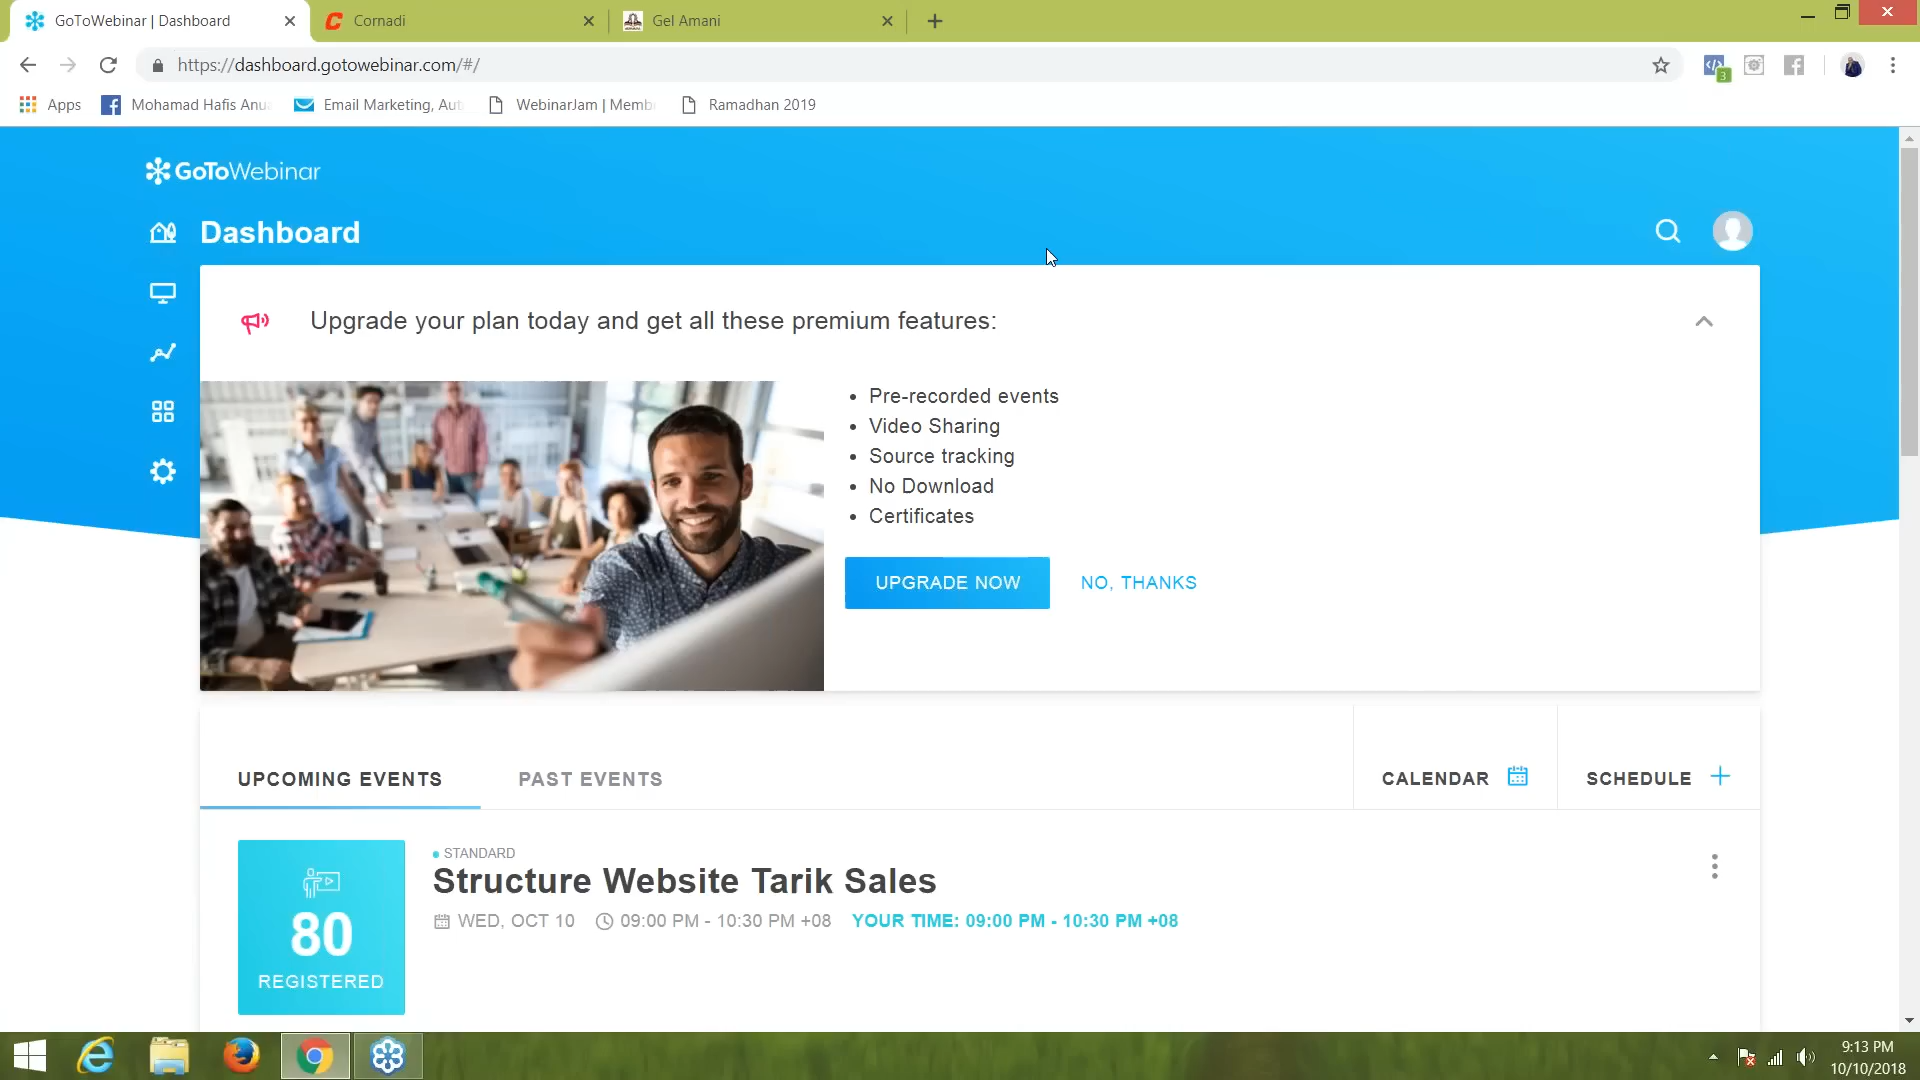 GoToWebinar | Dashboard
Cornadi
Gel Amani
https://dashboard.gotowebinar.com/#/
3
Apps
Mohamad Hafis Anua
Email Marketing, Aut
WebinarJam | Memb
Ramadhan 2019
GoToWebinar
Dashboard
Upgrade your plan today and get all these premium features:
Pre-recorded events
Video Sharing
Source tracking
No Download
Certificates
UPGRADE NOW
NO, THANKS
UPCOMING EVENTS
PAST EVENTS
CALENDAR
SCHEDULE
80
REGISTERED
STANDARD
Structure Website Tarik Sales
WED, OCT 10 09:00 PM - 10:30 PM +08 YOUR TIME: 09:00 PM - 10:30 PM +08
9:13 PM
10/10/2018